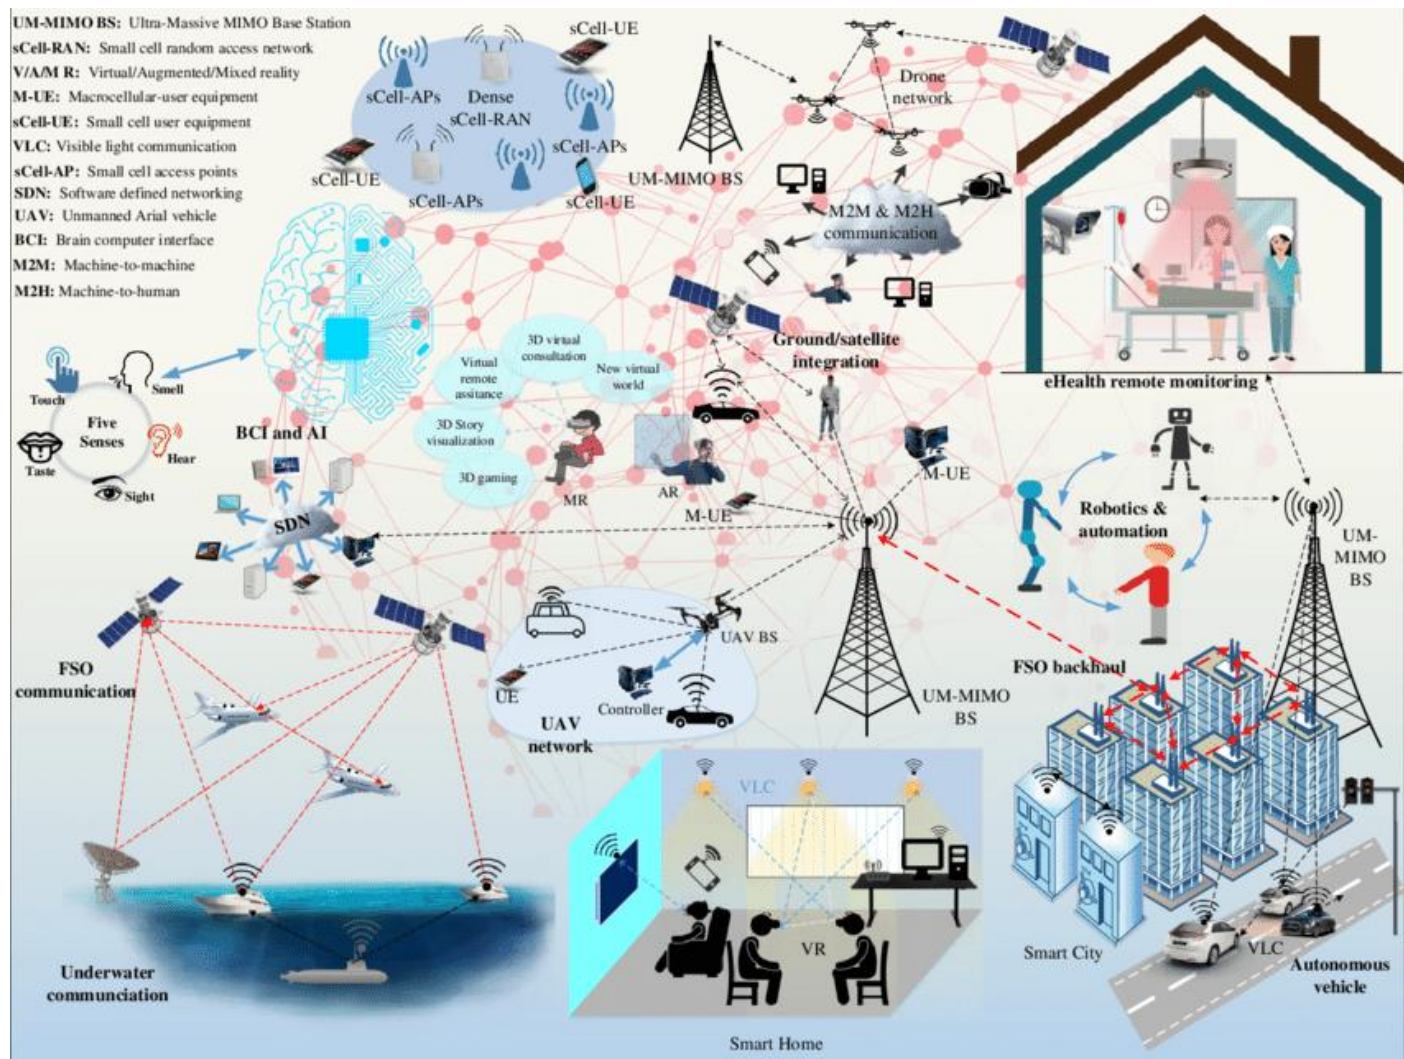 UM-MIMO BS: Ultra-Massive MIMO Base Station
sCell-RAN: Small cell random access network
V/A/M R: Virtual/Augmented/Mixed reality
M-UE: Macrocellular-user equipment
sCell-UE: Small cell user equipment
VLC: Visible light communication
sCell-AP: Small cell access points
SDN: Software defined networking
UAV: Unmanned Arial vehicle
BCI: Brain computer interface
M2M: Machine-to-machine
M2H: Machine-to-human
sCell-UE
sCell-APs
Dense
sCell-RAN
sCell-APs
sCell-UE
sCell-APs
sCell-UE
UM-MIMO BS
Drone
network
M2M & M2H
communication
Ground/satellite
integration
eHealth remote monitoring
Touch
Smell
Five
Senses
Taste
Hear
Sight
BCI and AI
3D virtual
consultation
Virtual
remote
assitance
New virtual
world
3D Story
visualization
3D gaming
MR
AR
M-UE
M-UE
SDN
Robotics &
automation
UM-
MIMO
BS
FSO
communication
UAV BS
UE
Controller
UAV
network
UM-MIMO
BS
FSO backhaul
VLC
VR
Smart Home
Underwater
communciation
Smart City
VLC
Autonomous
vehicle